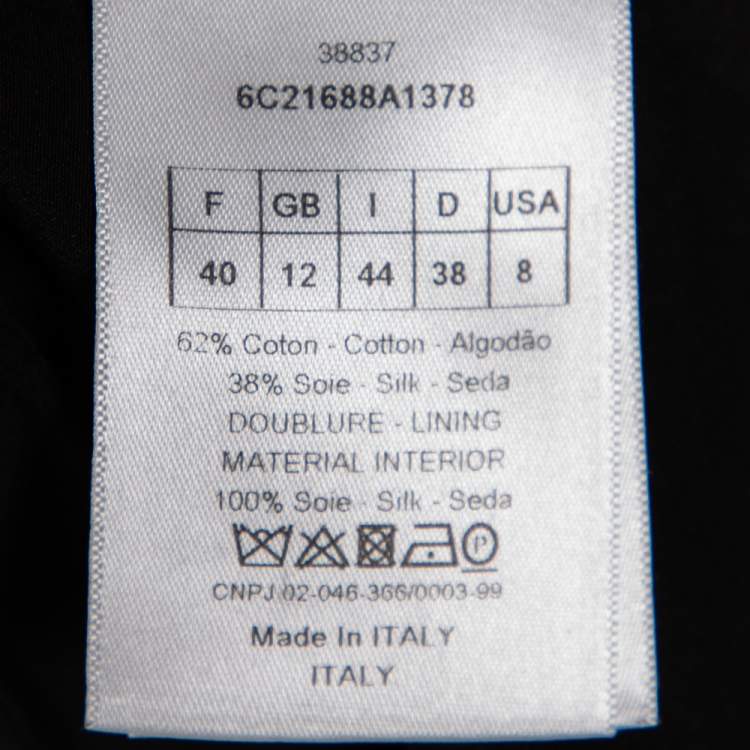 38837
6C21688A1378
F GB I D USA
40 12 44 38 8
62% Coton - Cotton - Algodão
38% Soie - Silk - Seda
DOUBLURE - LINING
MATERIAL INTERIOR
100% Soie - Silk - Seda
P
CNPJ 02-046-366/0003-99
Made In ITALY
ITALY